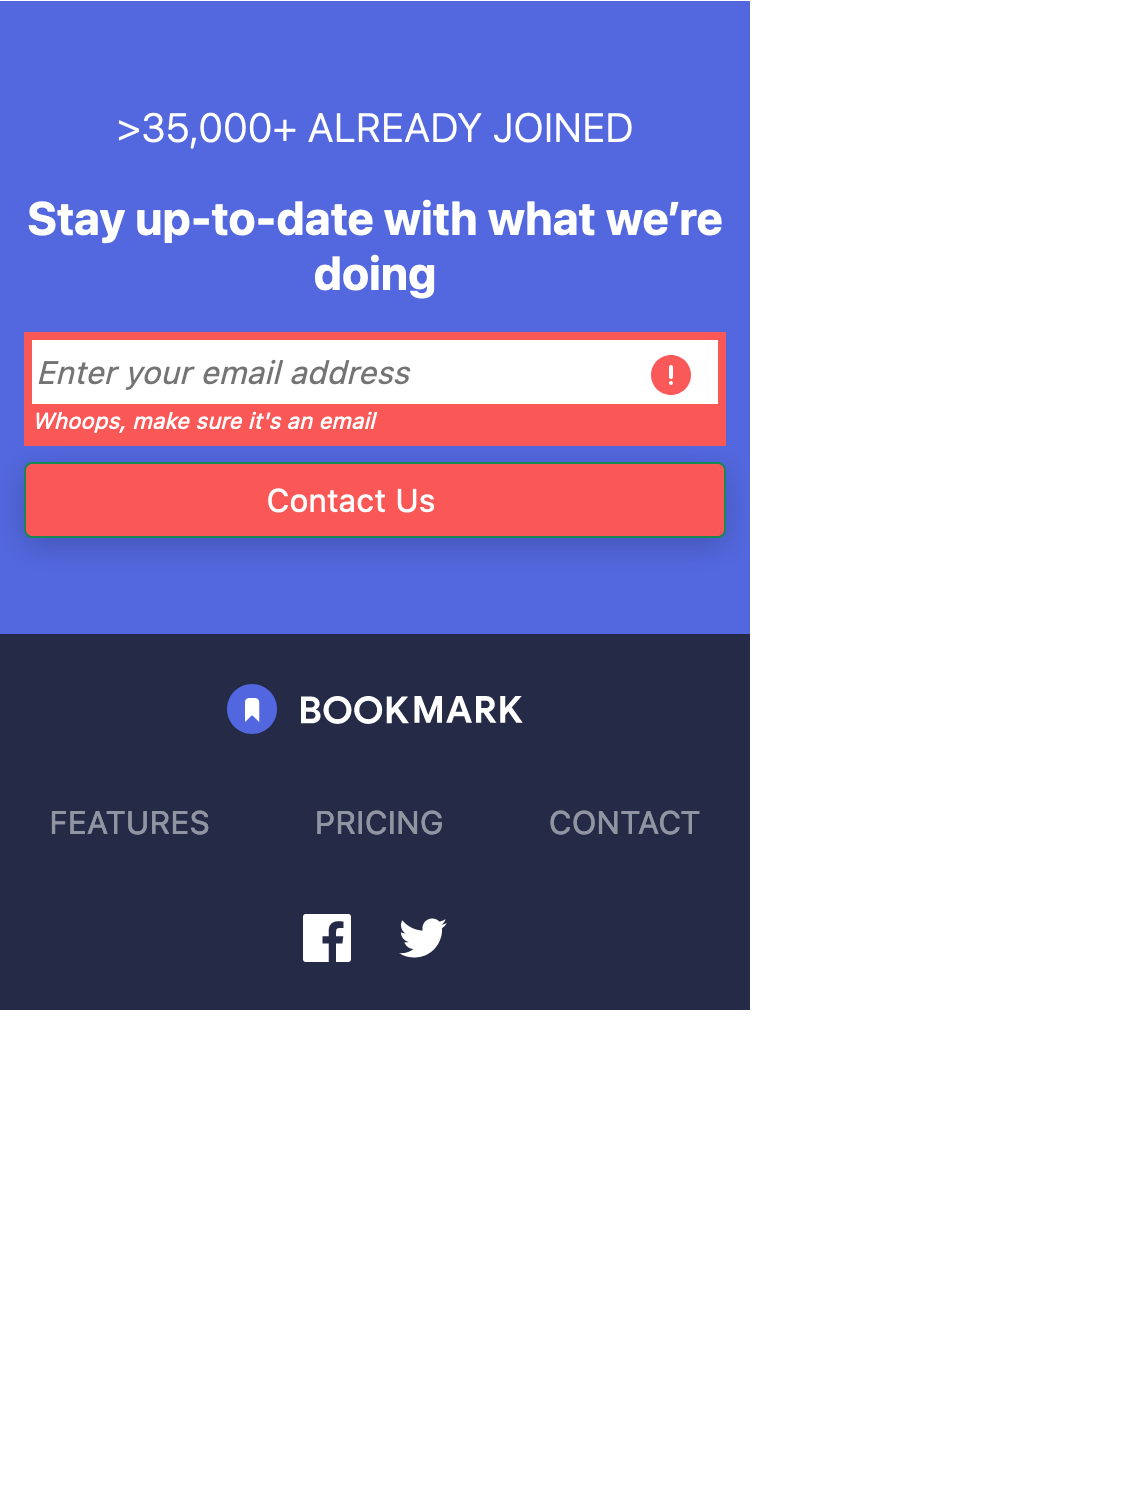 >35,000+ ALREADY JOINED
Stay up-to-date with what we’re
doing
Enter your email address
Whoops, make sure it's an email
Contact Us
BOOKMARK
FEATURES PRICING CONTACT